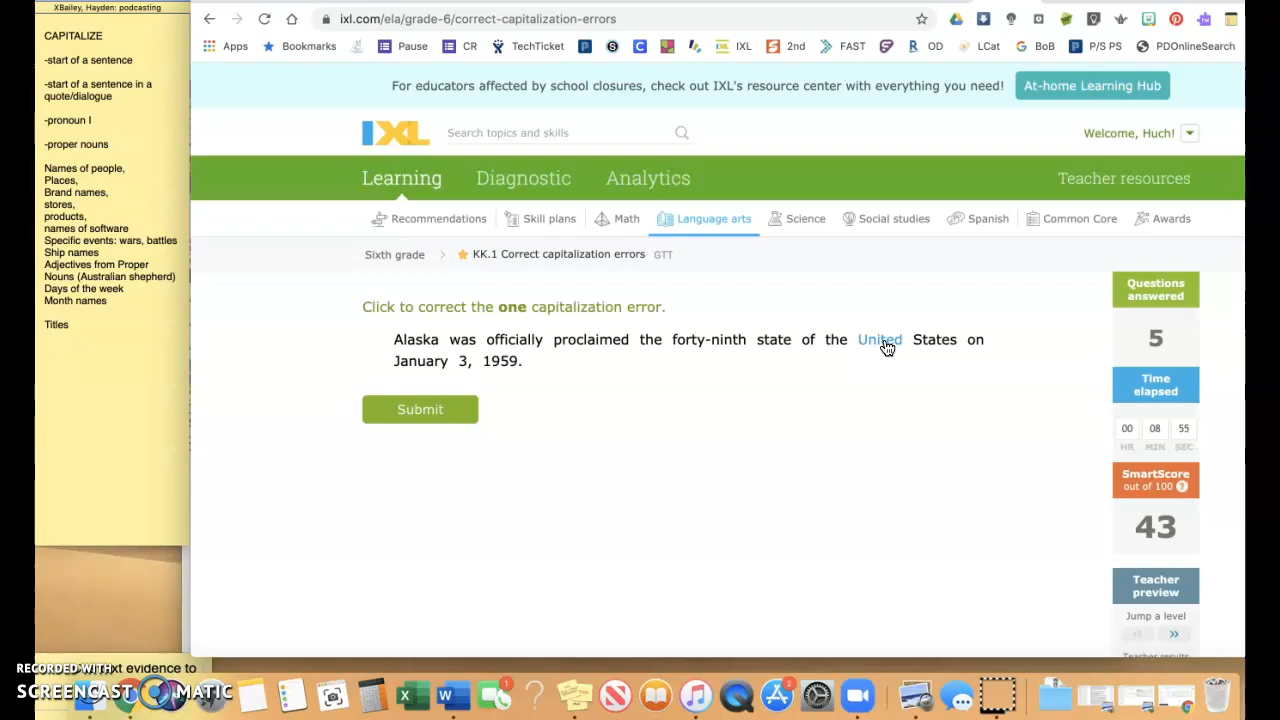 XBailey, Hayden: podcasting
CAPITALIZE
-start of a sentence
-start of a sentence in a
quote/dialogue
-pronoun I
-proper nouns
Names of people,
Places,
Brand names,
stores,
products,
names of software
Specific events: wars, battles
Ship names
Adjectives from Proper
Nouns (Australian shepherd)
Days of the week
Month names
Titles
ixl.com/ela/grade-6/correct-capitalization-errors
Apps Bookmarks Pause CR TechTicket IXL 2nd FAST OD LCat BoB P/S PS PDOnlineSearch
For educators affected by school closures, check out IXL's resource center with everything you need! At-home Learning Hub
IXL Search topics and skills Welcome, Huch!
Learning Diagnostic Analytics Teacher resources
Recommendations Skill plans Math Language arts Science Social studies Spanish Common Core Awards
Sixth grade KK.1 Correct capitalization errors GTT
Click to correct the one capitalization error.
Alaska was officially proclaimed the forty-ninth state of the United States on
January 3, 1959.
Submit
Questions
answered
5
Time
elapsed
00 08 55
HR MIN SEC
SmartScore
out of 100 ?
43
Teacher
preview
Jump a level
xt evidence to
RECORDED WITH
SCREENCAST MATIC